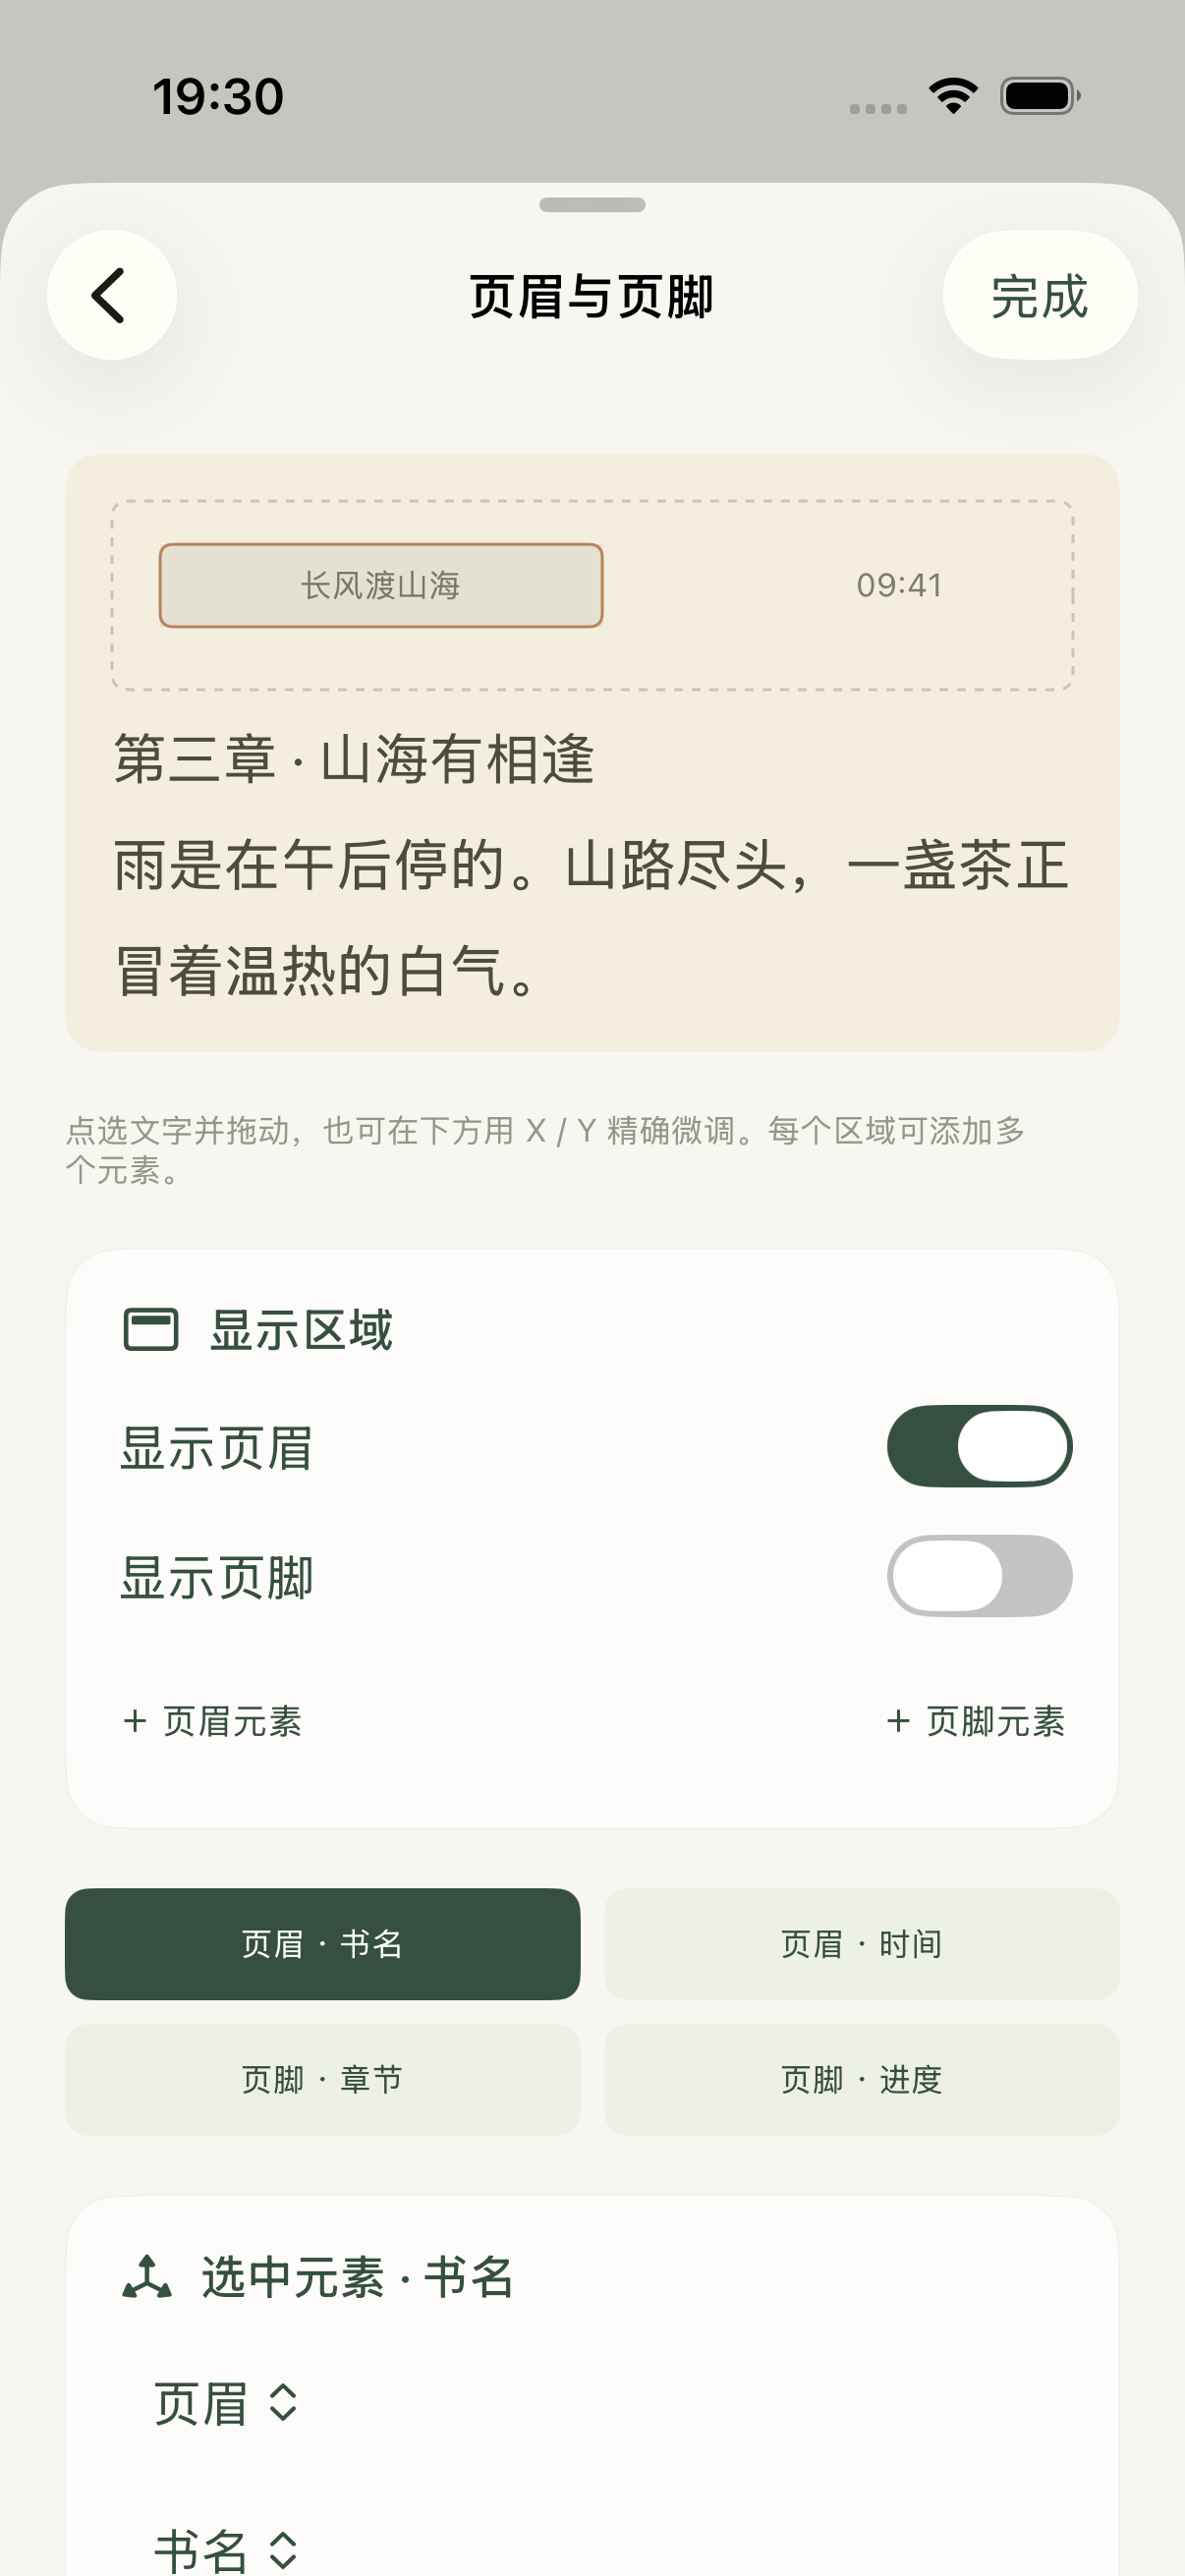 19:30
页眉与页脚
完成
长风渡山海
09:41
第三章 · 山海有相逢
雨是在午后停的。山路尽头，一盏茶正
冒着温热的白气。
点选文字并拖动，也可在下方用 X / Y 精确微调。每个区域可添加多
个元素。
显示区域
显示页眉
显示页脚
+ 页眉元素
+ 页脚元素
页眉 · 书名
页眉 · 时间
页脚 · 章节
页脚 · 进度
选中元素 · 书名
页眉
书名